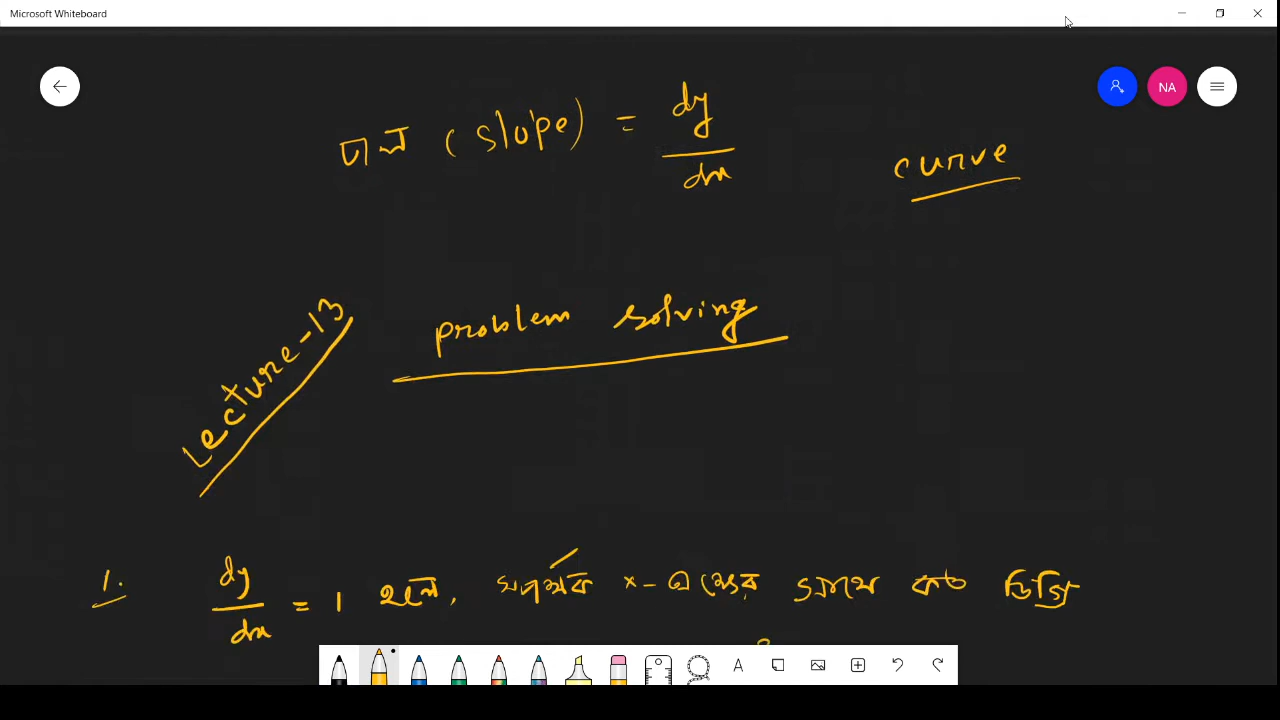 Microsoft Whiteboard
NA
ঢাল (slope) = dy/dx
curve
Lecture-13
problem solving
1. dy/dx = 1 হলে, স্পর্শক x-অক্ষের সাথে কত ডিগ্রি
?